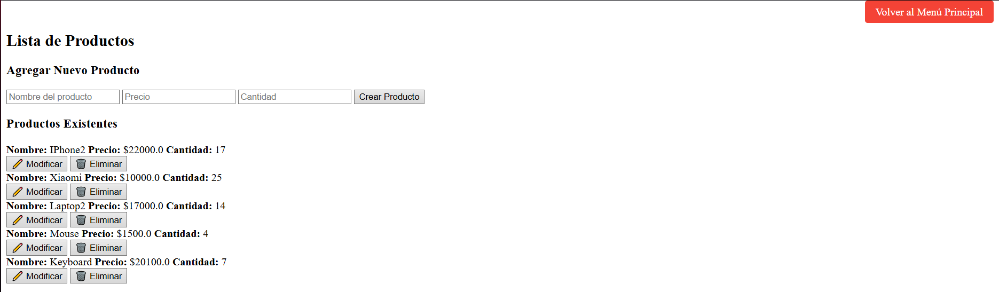 Volver al Menú Principal
Lista de Productos
Agregar Nuevo Producto
Nombre del producto Precio Cantidad Crear Producto
Productos Existentes
Nombre: IPhone2 Precio: $22000.0 Cantidad: 17
Modificar Eliminar
Nombre: Xiaomi Precio: $10000.0 Cantidad: 25
Modificar Eliminar
Nombre: Laptop2 Precio: $17000.0 Cantidad: 14
Modificar Eliminar
Nombre: Mouse Precio: $1500.0 Cantidad: 4
Modificar Eliminar
Nombre: Keyboard Precio: $20100.0 Cantidad: 7
Modificar Eliminar